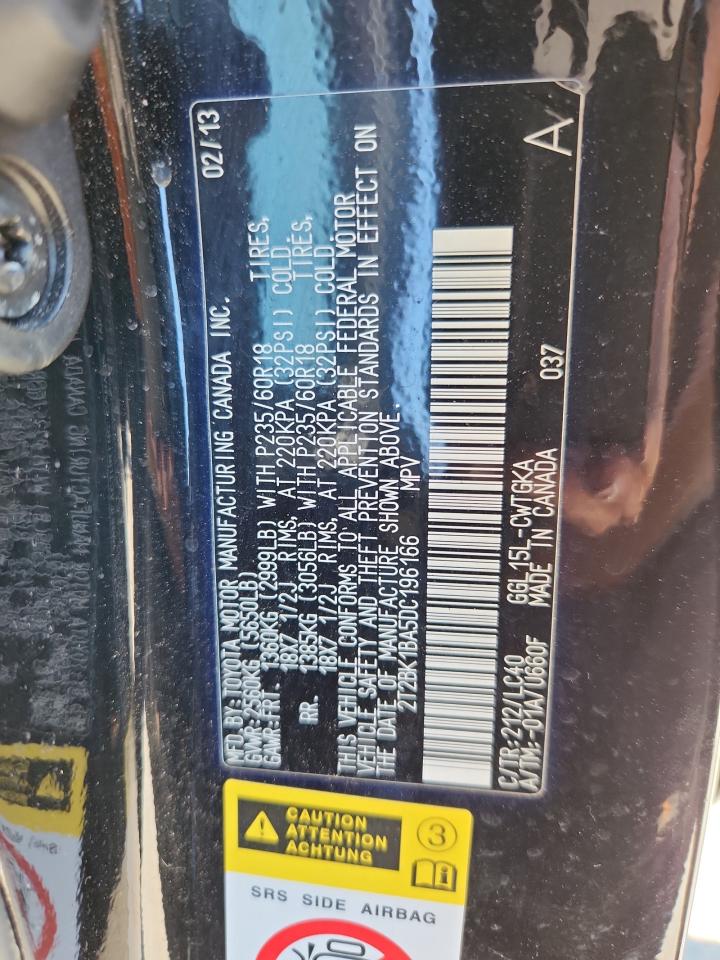 MFD.BY:TOYOTA MOTOR MANUFACTURING CANADA INC. 02/13
GVWR:2560KG (5650LB)
GAWR:FRT. 1360KG (2999LB) WITH P235/60R18 TIRES,
18X7 1/2J RIMS, AT 220KPA (32PSI) COLD.
RR. 1385KG (3056LB) WITH P235/60R18 TIRES,
18X7 1/2J RIMS, AT 220KPA (32PSI) COLD.
THIS VEHICLE CONFORMS TO ALL APPLICABLE FEDERAL MOTOR
VEHICLE SAFETY AND THEFT PREVENTION STANDARDS IN EFFECT ON
THE DATE OF MANUFACTURE SHOWN ABOVE.
2T2BK1BA5DC196166 MPV
C/TR:212/LC40 GGL15L-CWTGKA 037 A
A/TM:-01A/U660F MADE IN CANADA
CAUTION
ATTENTION
ACHTUNG
3
SRS SIDE AIRBAG